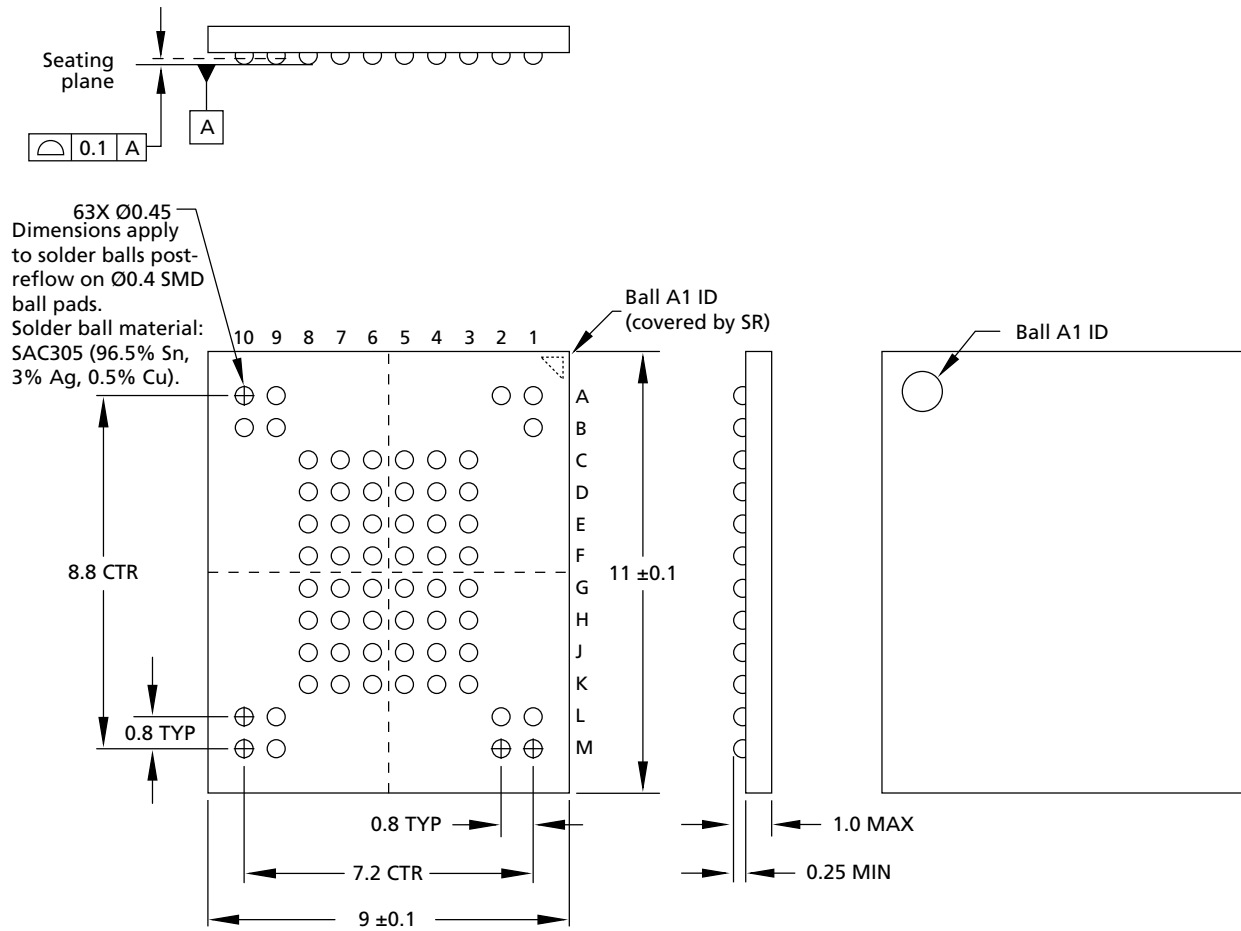 Seating
plane
A
0.1 A
63X Ø0.45
Dimensions apply
to solder balls post-
reflow on Ø0.4 SMD
ball pads.
Solder ball material:
SAC305 (96.5% Sn,
3% Ag, 0.5% Cu).
Ball A1 ID
(covered by SR)
Ball A1 ID
10 9 8 7 6 5 4 3 2 1
A
B
C
D
E
F
G
H
J
K
L
M
8.8 CTR
11 ±0.1
0.8 TYP
0.8 TYP
1.0 MAX
7.2 CTR
0.25 MIN
9 ±0.1